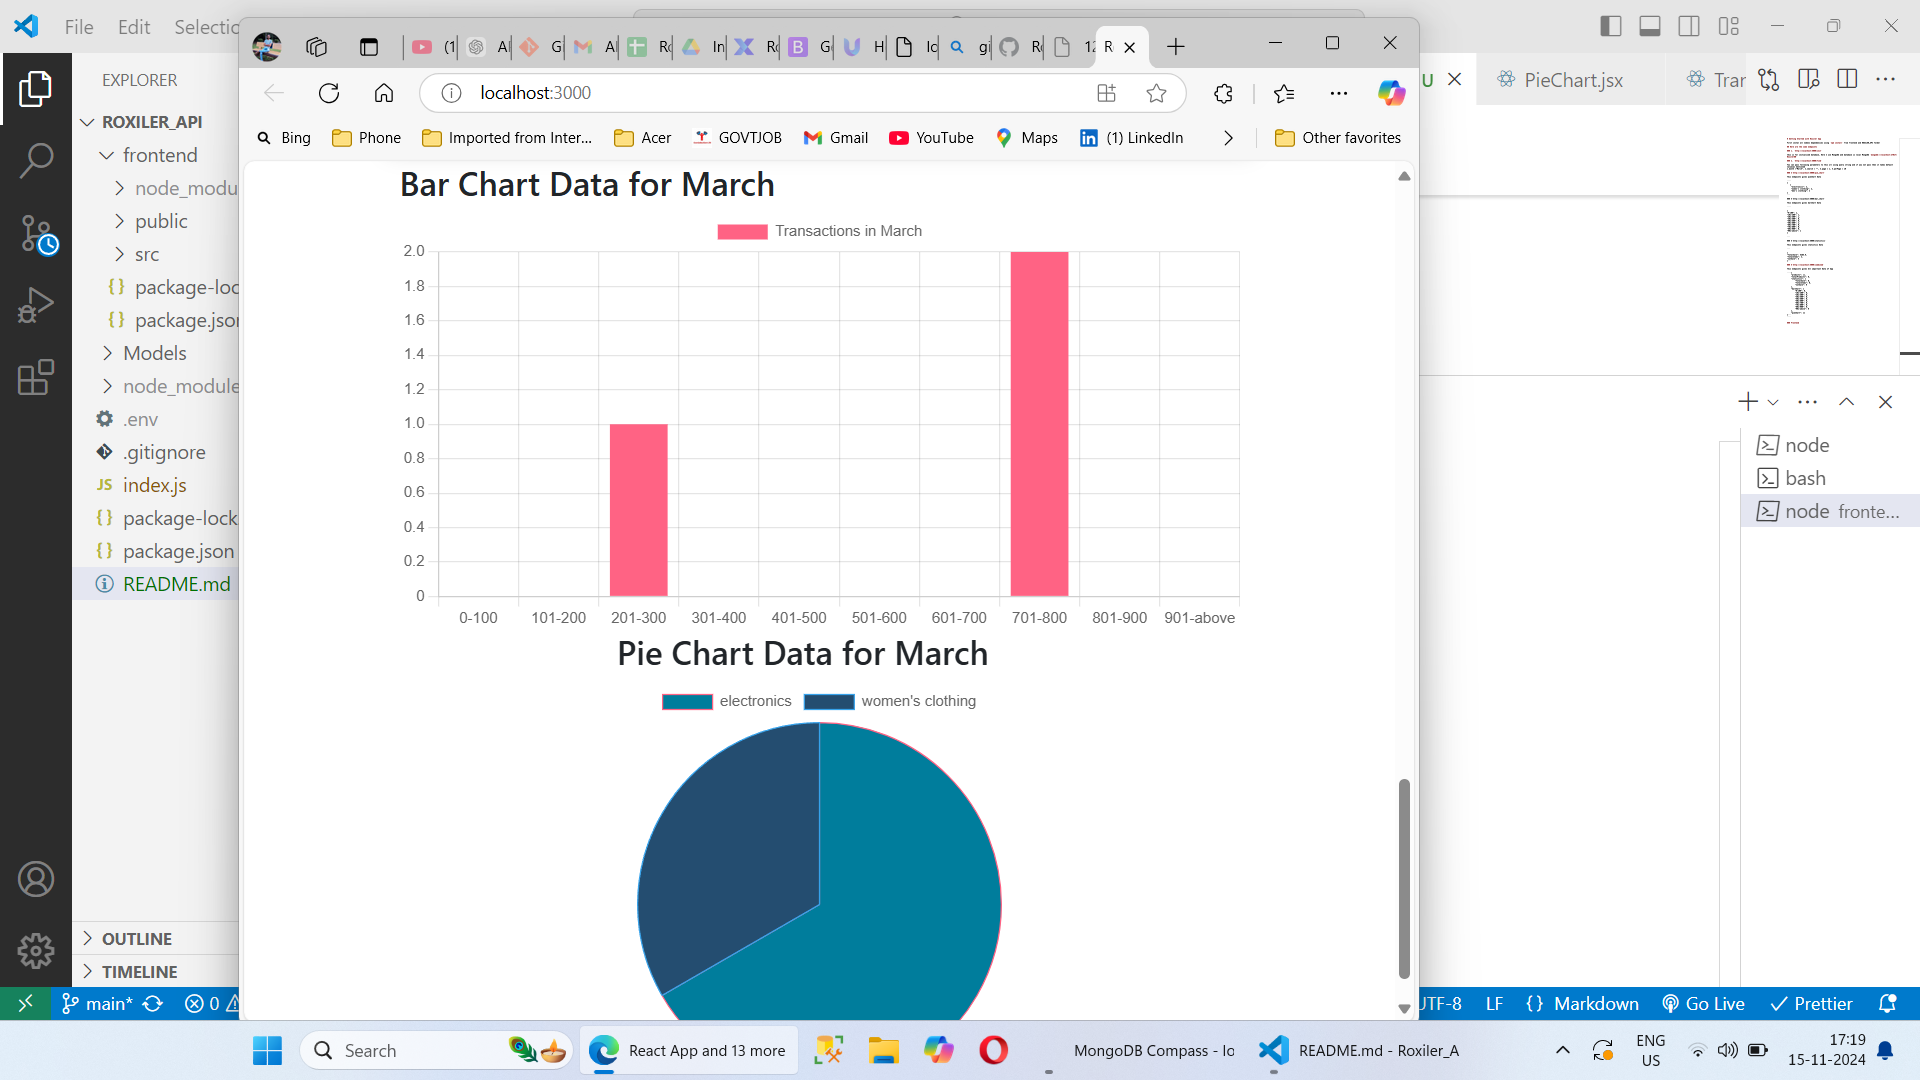 File Edit Selectio
EXPLORER
ROXILER_API
frontend
node_modu
public
src
package-loc
package.json
Models
node_module
.env
.gitignore
JS index.js
package-lock
package.json
README.md
OUTLINE
TIMELINE
main* 0
localhost:3000
Bing Phone Imported from Inter... Acer GOVTJOB Gmail YouTube Maps (1) LinkedIn Other favorites
Bar Chart Data for March
Transactions in March
2.0
1.8
1.6
1.4
1.2
1.0
0.8
0.6
0.4
0.2
0
0-100 101-200 201-300 301-400 401-500 501-600 601-700 701-800 801-900 901-above
Pie Chart Data for March
electronics women's clothing
U PieChart.jsx Trar
node
bash
node fronte...
UTF-8 LF {} Markdown Go Live Prettier
Search
React App and 13 more
MongoDB Compass - lo
README.md - Roxiler_A
ENG
US
17:19
15-11-2024